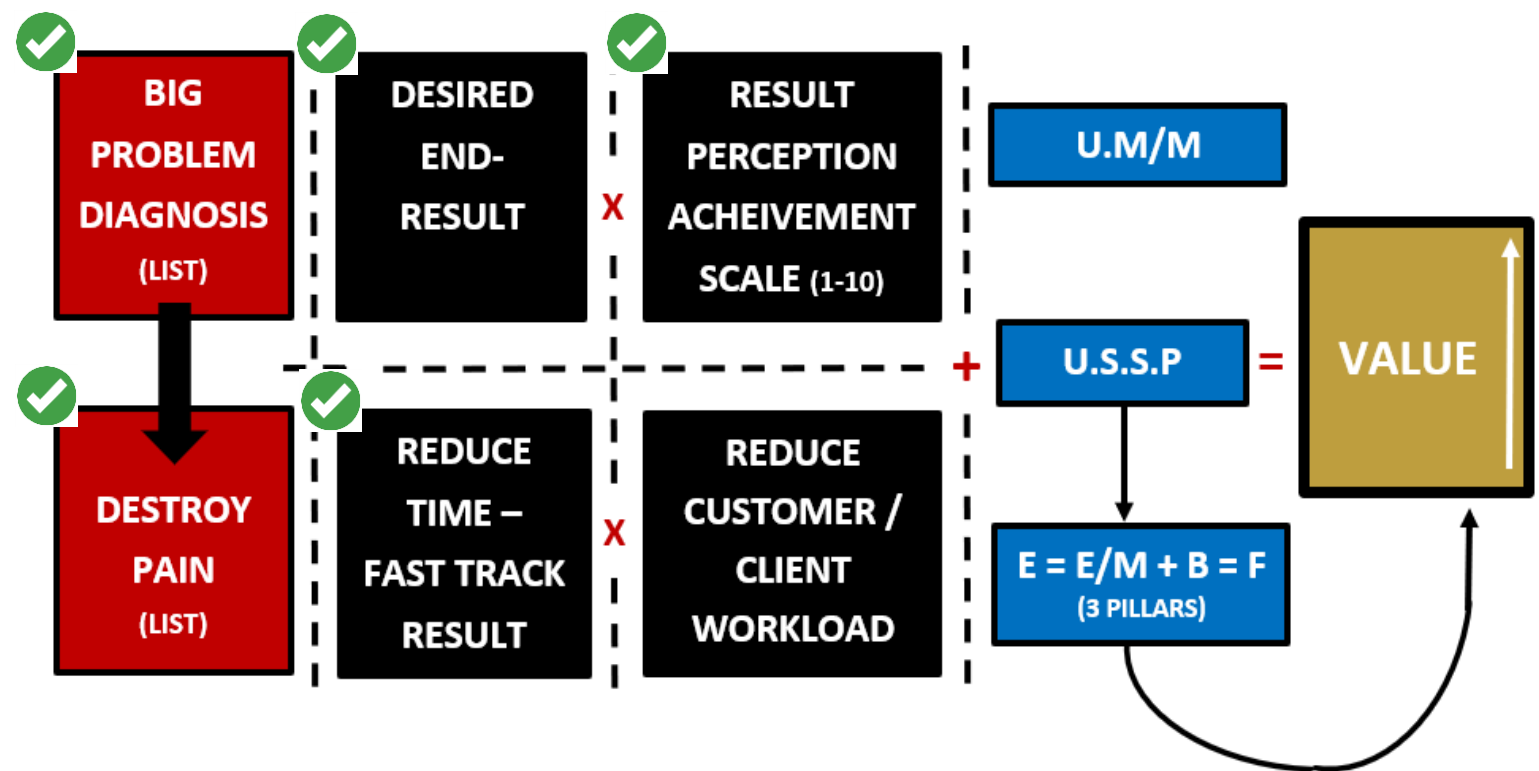 BIG
PROBLEM
DIAGNOSIS
(LIST)
DESIRED
END-
RESULT
X
RESULT
PERCEPTION
ACHEIVEMENT
SCALE (1-10)
U.M/M
DESTROY
PAIN
(LIST)
REDUCE
TIME –
FAST TRACK
RESULT
X
REDUCE
CUSTOMER /
CLIENT
WORKLOAD
+
U.S.S.P
=
VALUE
E = E/M + B = F
(3 PILLARS)